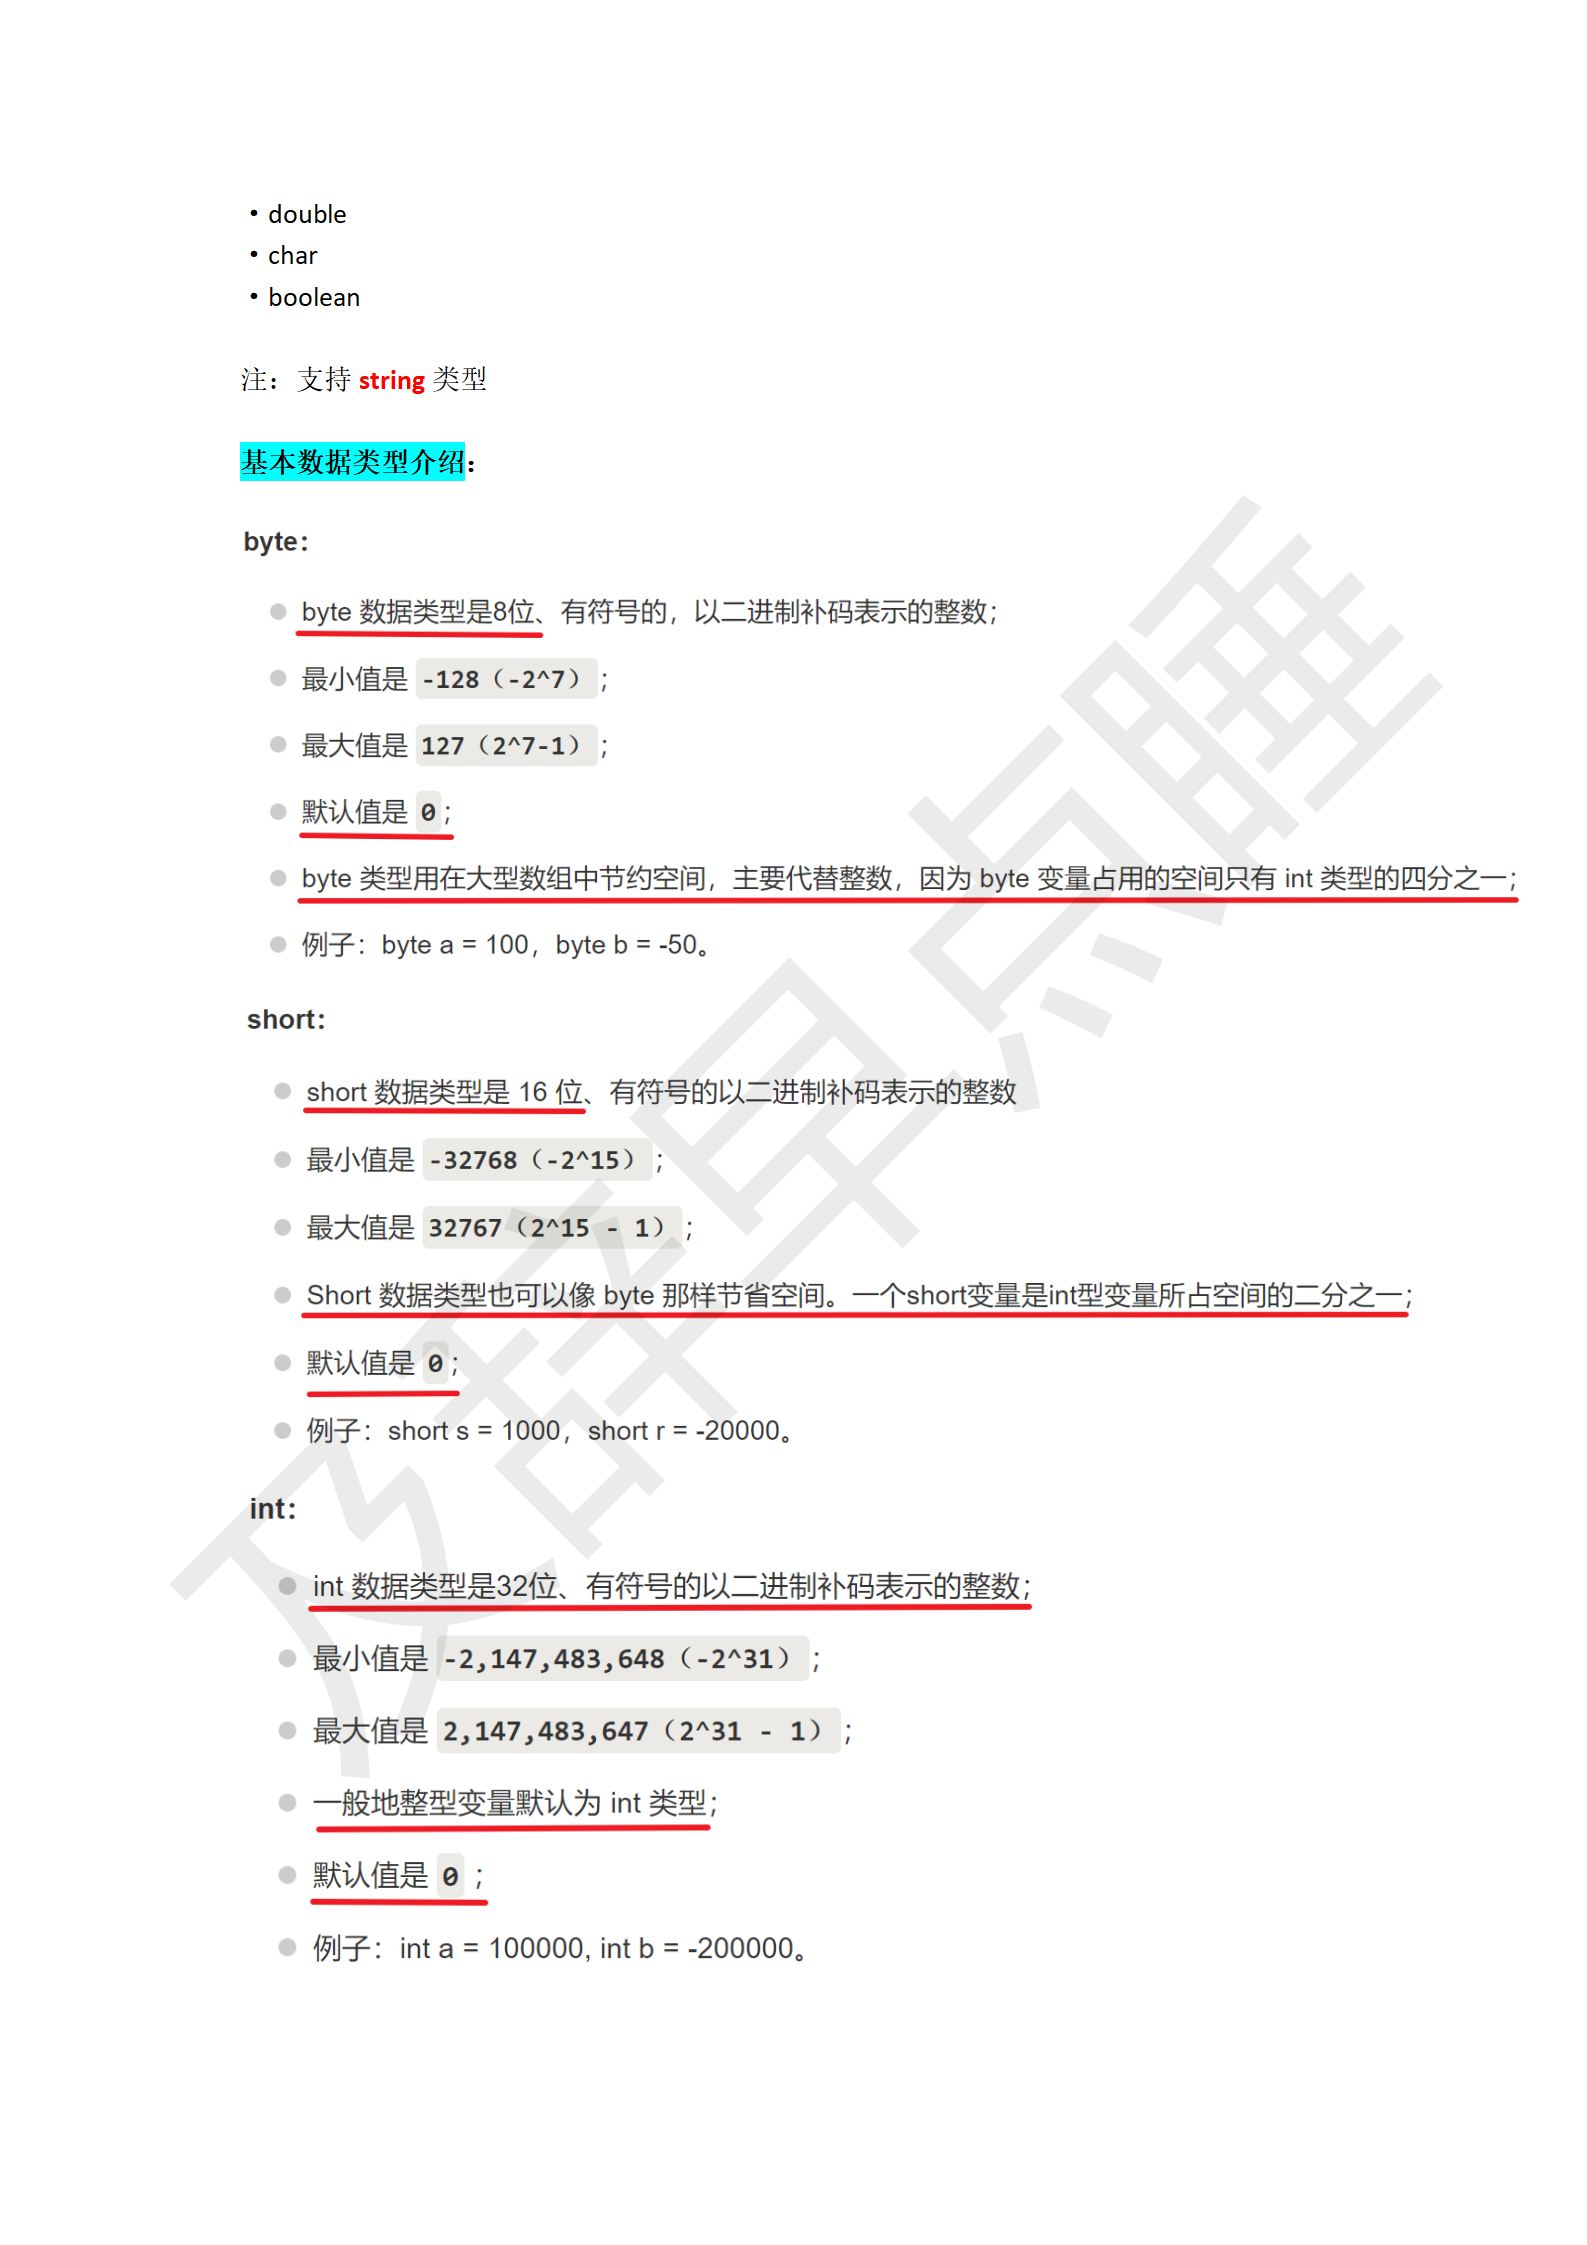 • double
• char
• boolean
注：支持 string 类型
基本数据类型介绍：
byte：
byte 数据类型是8位、有符号的，以二进制补码表示的整数；
最小值是 -128（-2^7）；
最大值是 127（2^7-1）；
默认值是 0；
byte 类型用在大型数组中节约空间，主要代替整数，因为 byte 变量占用的空间只有 int 类型的四分之一；
例子：byte a = 100，byte b = -50。
short：
short 数据类型是 16 位、有符号的以二进制补码表示的整数
最小值是 -32768（-2^15）；
最大值是 32767（2^15 - 1）；
Short 数据类型也可以像 byte 那样节省空间。一个short变量是int型变量所占空间的二分之一；
默认值是 0；
例子：short s = 1000，short r = -20000。
int：
int 数据类型是32位、有符号的以二进制补码表示的整数；
最小值是 -2,147,483,648（-2^31）；
最大值是 2,147,483,647（2^31 - 1）；
一般地整型变量默认为 int 类型；
默认值是 0 ；
例子：int a = 100000, int b = -200000。
及辞早点睡